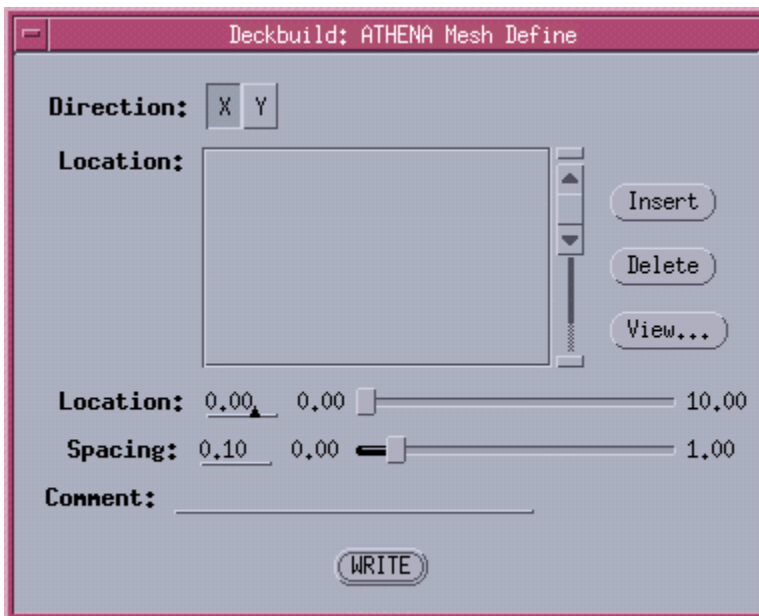 Deckbuild: ATHENA Mesh Define
Direction: X Y
Location:
Insert
Delete
View...
Location: 0.00 0.00 10.00
Spacing: 0.10 0.00 1.00
Comment:
WRITE